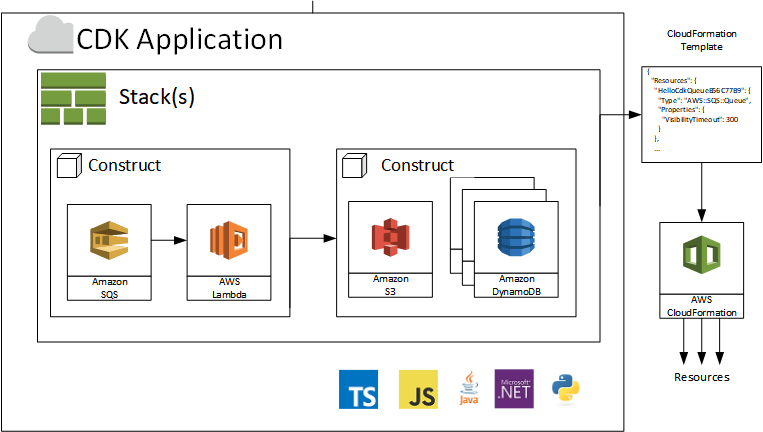 CDK Application
Stack(s)
Construct
Amazon
SQS
AWS
Lambda
Construct
Amazon
S3
Amazon
DynamoDB
TS
JS
Java
Microsoft
.NET
CloudFormation
Template
{
"Resources": {
"HelloCdkQueueB56C77B9": {
"Type": "AWS::SQS::Queue",
"Properties": {
"VisibilityTimeout": 300
}
},
...
AWS
CloudFormation
Resources